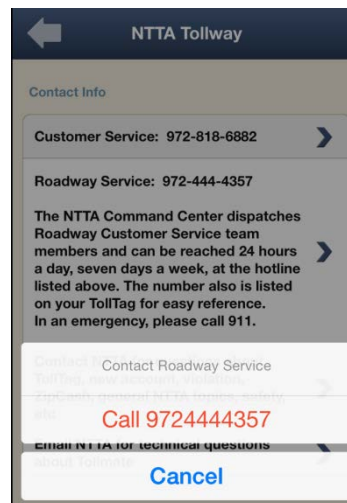 NTTA Tollway
Contact Info
Customer Service: 972-818-6882
Roadway Service: 972-444-4357
The NTTA Command Center dispatches
Roadway Customer Service team
members and can be reached 24 hours
a day, seven days a week, at the hotline
listed above. The number also is listed
on your TollTag for easy reference.
In an emergency, please call 911.
Contact Roadway Service
TollTag, new account, violation,
ZipCash, general NTTA topics, safety,
etc.
Call 9724444357
Email NTTA for technical questions
about Tollmate
Cancel